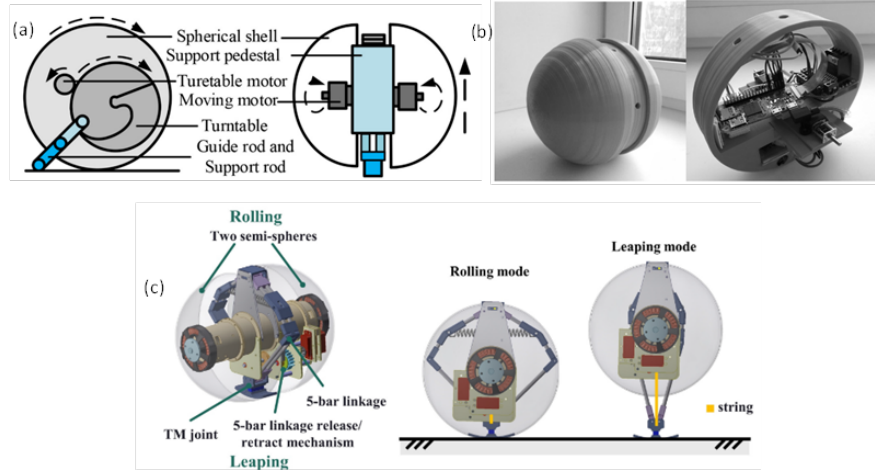 (a)
Spherical shell
Support pedestal
Turetable motor
Moving motor
Turntable
Guide rod and
Support rod
(b)
(c)
Rolling
Two semi-spheres
5-bar linkage
TM joint
5-bar linkage release/
retract mechanism
Leaping
Rolling mode
Leaping mode
string